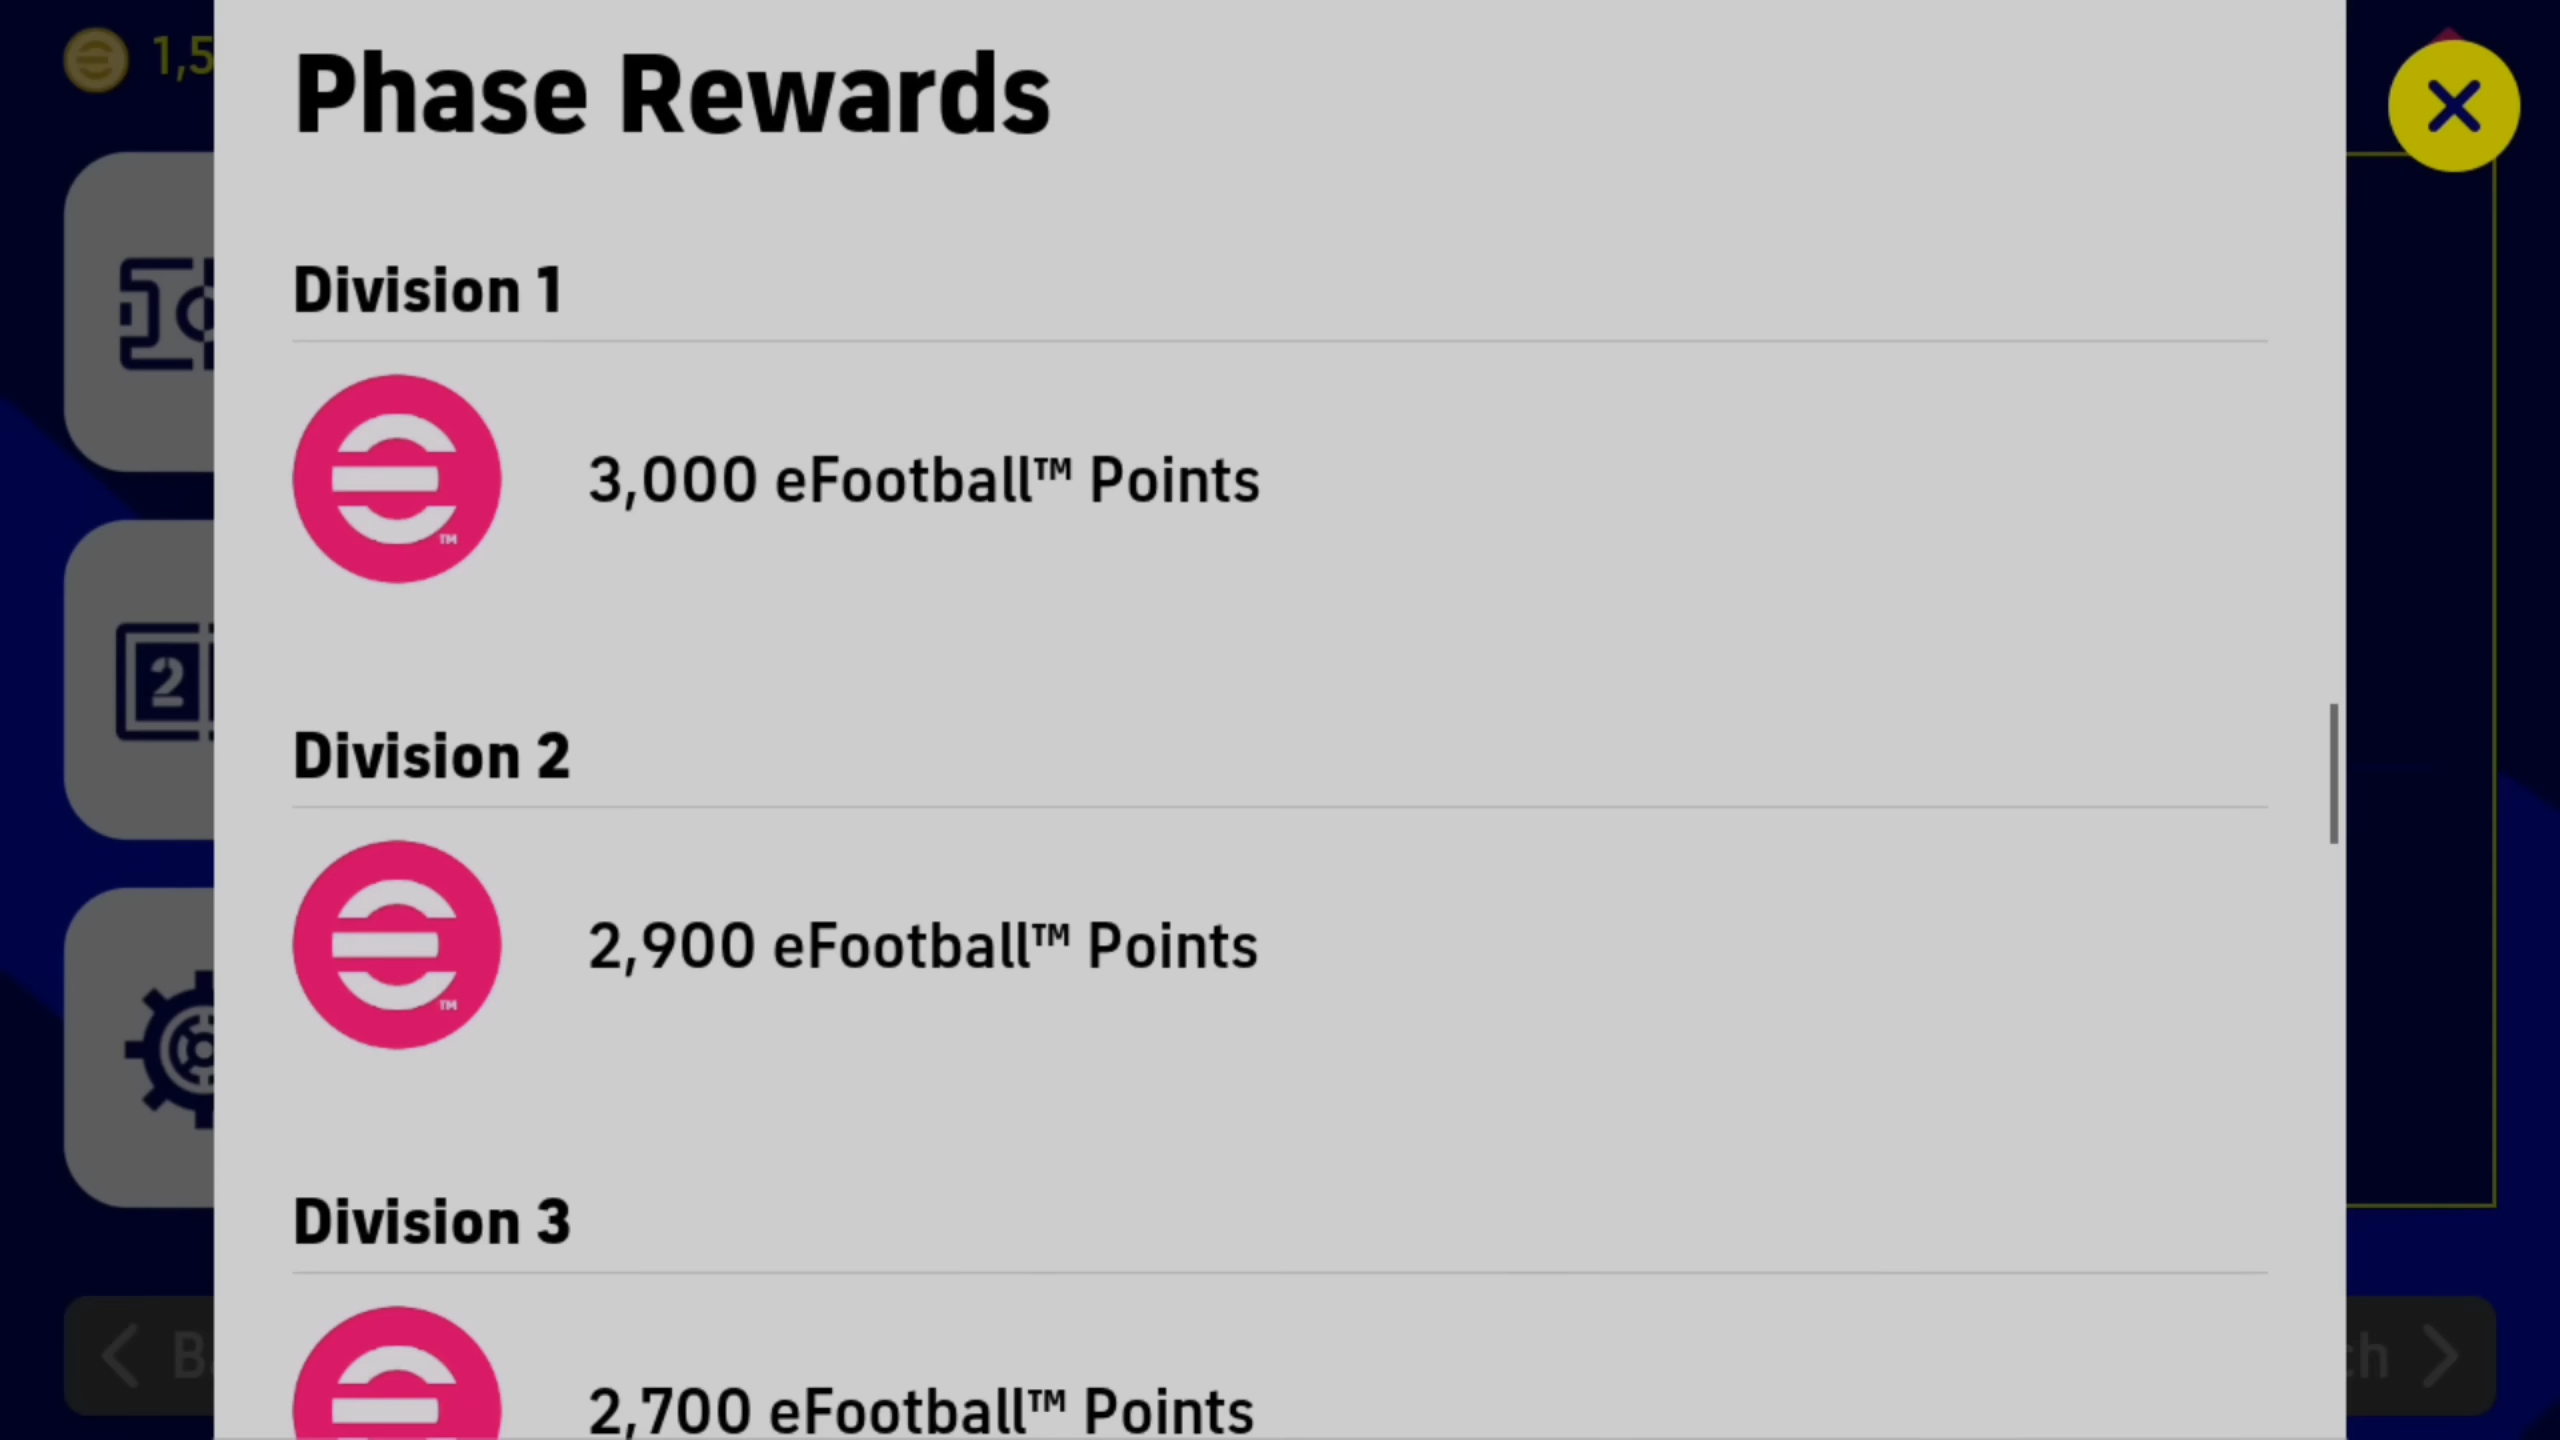 Phase Rewards
Division 1
3,000 eFootball™ Points
Division 2
2,900 eFootball™ Points
Division 3
2,700 eFootball™ Points
2